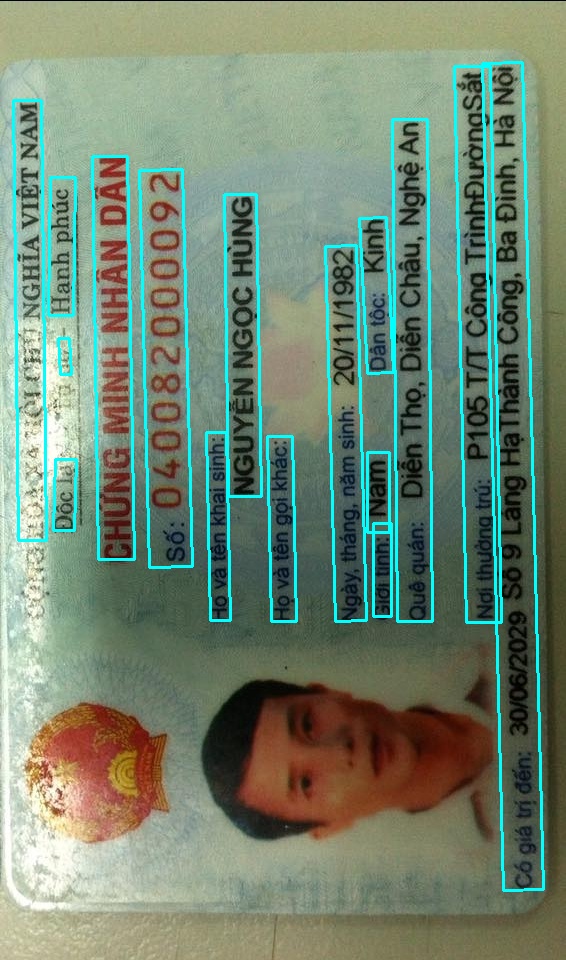 CỘNG HÒA XÃ HỘI CHỦ NGHĨA VIỆT NAM
Độc lập - Tự do - Hạnh phúc
CHỨNG MINH NHÂN DÂN
Số: 040082000092
Họ và tên khai sinh:
NGUYỄN NGỌC HÙNG
Họ và tên gọi khác:
Ngày, tháng, năm sinh: 20/11/1982
Giới tính: Nam Dân tộc: Kinh
Quê quán: Diễn Thọ, Diễn Châu, Nghệ An
Nơi thường trú: P105 T/T Công TrinhĐườngSắt
Có giá trị đến: 30/06/2029 Số 9 Láng HạThành Công, Ba Đình, Hà Nội